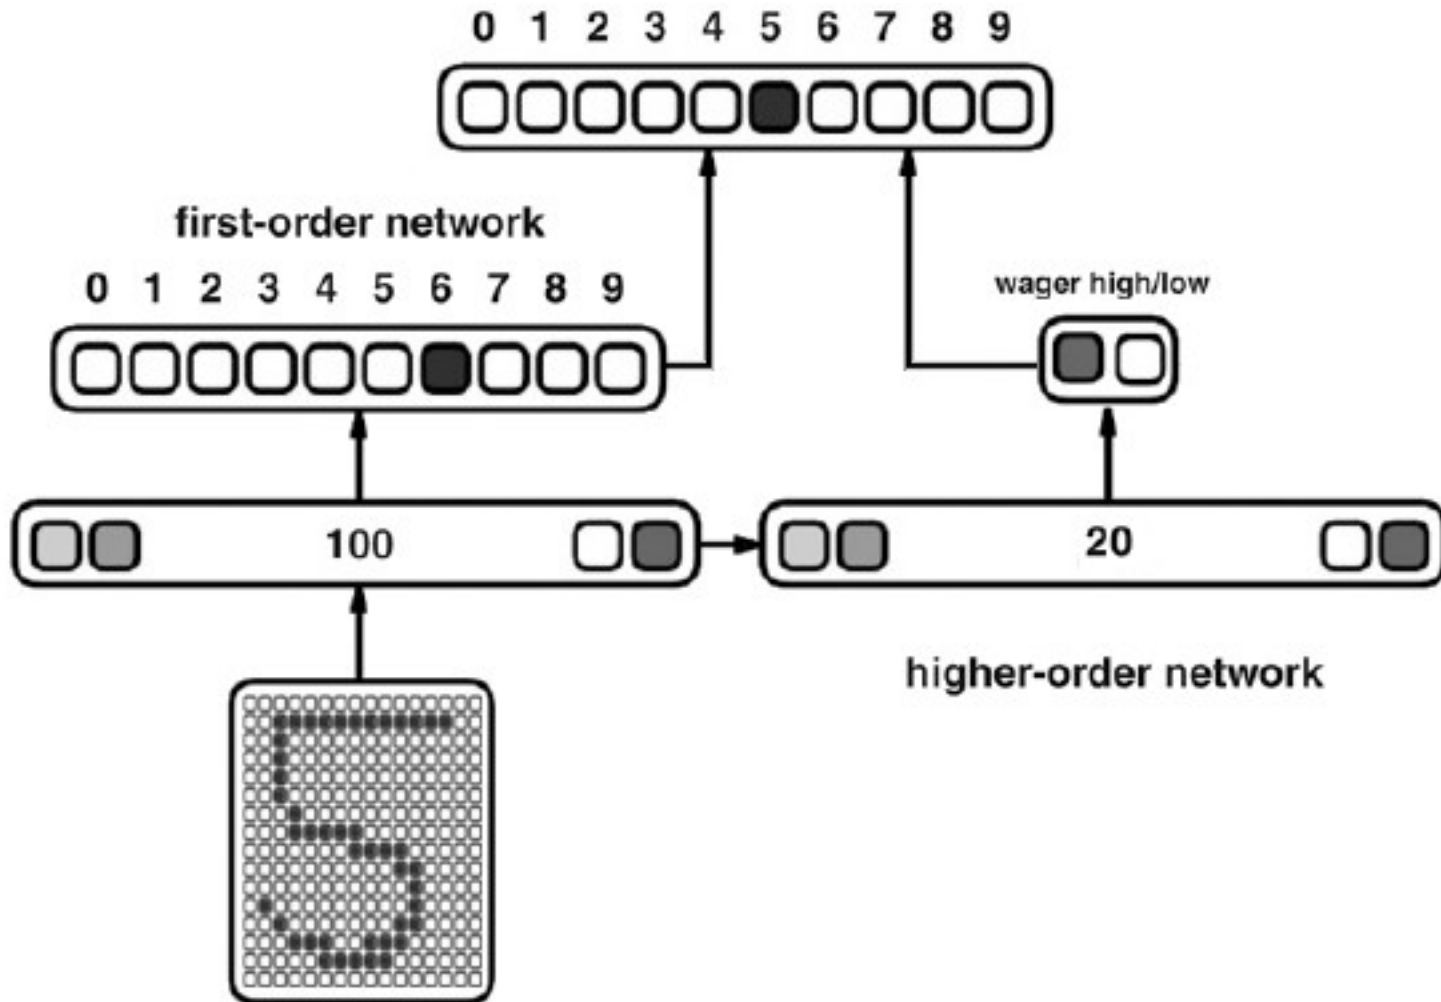 0 1 2 3 4 5 6 7 8 9
first-order network
0 1 2 3 4 5 6 7 8 9
wager high/low
100
20
higher-order network